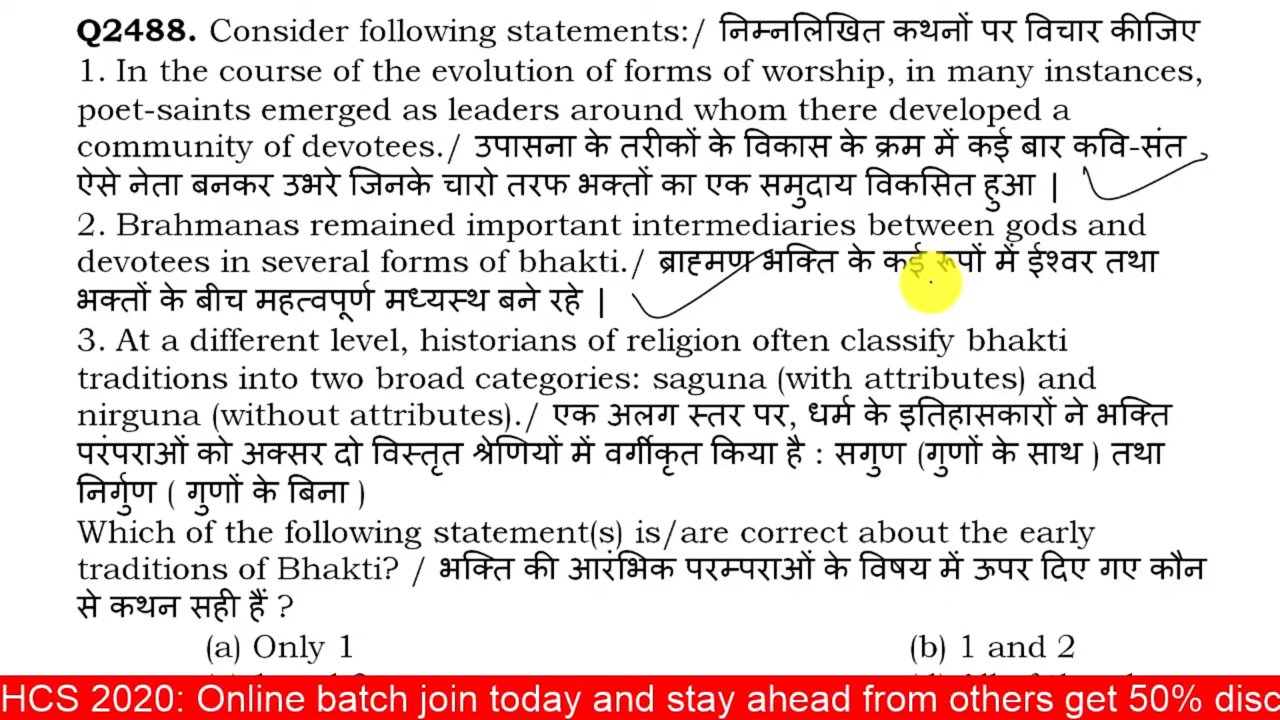 Q2488. Consider following statements:/ निम्नलिखित कथनों पर विचार कीजिए
1. In the course of the evolution of forms of worship, in many instances,
poet-saints emerged as leaders around whom there developed a
community of devotees./ उपासना के तरीकों के विकास के क्रम में कई बार कवि-संत
ऐसे नेता बनकर उभरे जिनके चारो तरफ भक्तों का एक समुदाय विकसित हुआ |
2. Brahmanas remained important intermediaries between gods and
devotees in several forms of bhakti./ ब्राह्मण भक्ति के कई रूपों में ईश्वर तथा
भक्तों के बीच महत्वपूर्ण मध्यस्थ बने रहे |
3. At a different level, historians of religion often classify bhakti
traditions into two broad categories: saguna (with attributes) and
nirguna (without attributes)./ एक अलग स्तर पर, धर्म के इतिहासकारों ने भक्ति
परंपराओं को अक्सर दो विस्तृत श्रेणियों में वर्गीकृत किया है : सगुण (गुणों के साथ ) तथा
निर्गुण ( गुणों के बिना )
Which of the following statement(s) is/are correct about the early
traditions of Bhakti? / भक्ति की आरंभिक परम्पराओं के विषय में ऊपर दिए गए कौन
से कथन सही हैं ?
(a) Only 1 (b) 1 and 2
HCS 2020: Online batch join today and stay ahead from others get 50% disc